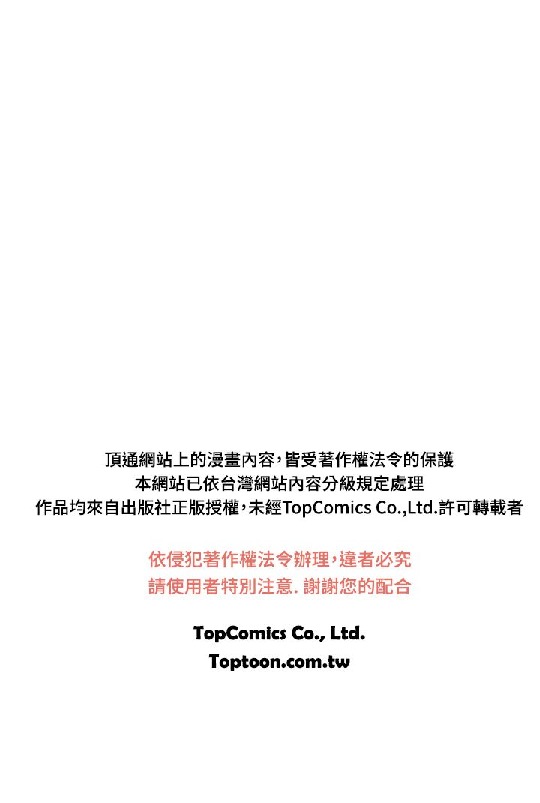 頂通網站上的漫畫內容，皆受著作權法令的保護
本網站已依台灣網站內容分級規定處理
作品均來自出版社正版授權，未經TopComics Co.,Ltd.許可轉載者
依侵犯著作權法令辦理，違者必究
請使用者特別注意. 謝謝您的配合
TopComics Co., Ltd.
Toptoon.com.tw